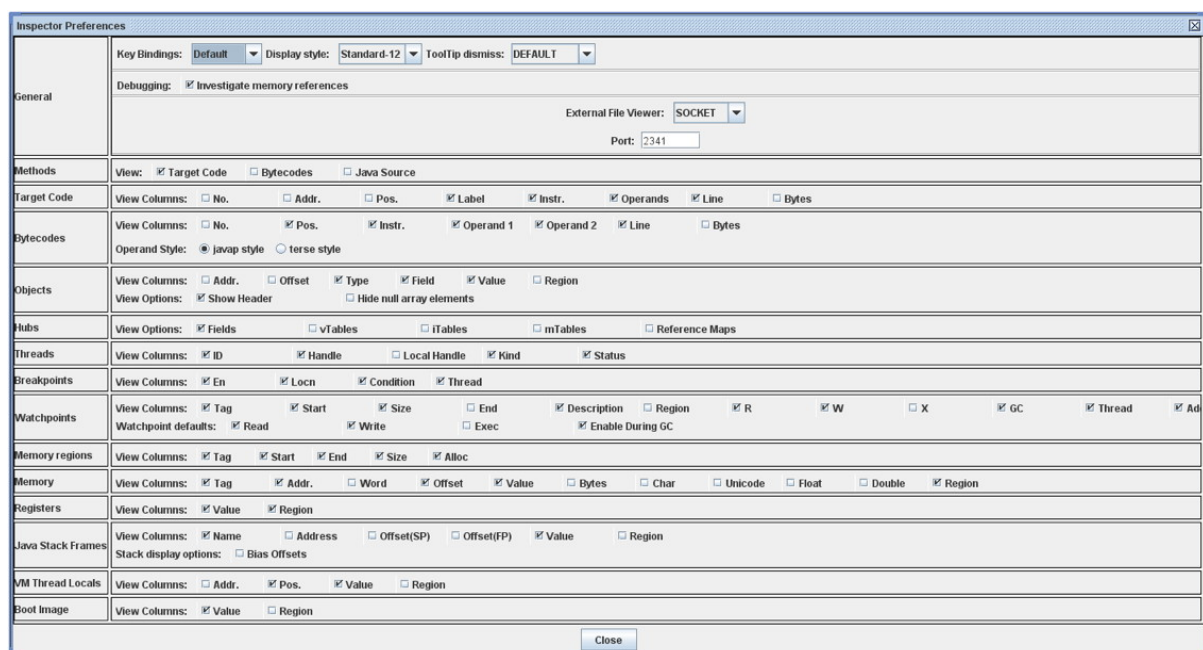 Inspector Preferences
General
Key Bindings: Default Display style: Standard-12 ToolTip dismiss: DEFAULT
Debugging: Investigate memory references
External File Viewer: SOCKET
Port: 2341
Methods View: Target Code Bytecodes Java Source
Target Code View Columns: No. Addr. Pos. Label Instr. Operands Line Bytes
Bytecodes
View Columns: No. Pos. Instr. Operand 1 Operand 2 Line Bytes
Operand Style: javap style terse style
Objects
View Columns: Addr. Offset Type Field Value Region
View Options: Show Header Hide null array elements
Hubs View Options: Fields vTables iTables mTables Reference Maps
Threads View Columns: ID Handle Local Handle Kind Status
Breakpoints View Columns: En Locn Condition Thread
Watchpoints
View Columns: Tag Start Size End Description Region R W X GC Thread Ad
Watchpoint defaults: Read Write Exec Enable During GC
Memory regions View Columns: Tag Start End Size Alloc
Memory View Columns: Tag Addr. Word Offset Value Bytes Char Unicode Float Double Region
Registers View Columns: Value Region
Java Stack Frames
View Columns: Name Address Offset(SP) Offset(FP) Value Region
Stack display options: Bias Offsets
VM Thread Locals View Columns: Addr. Pos. Value Region
Boot Image View Columns: Value Region
Close